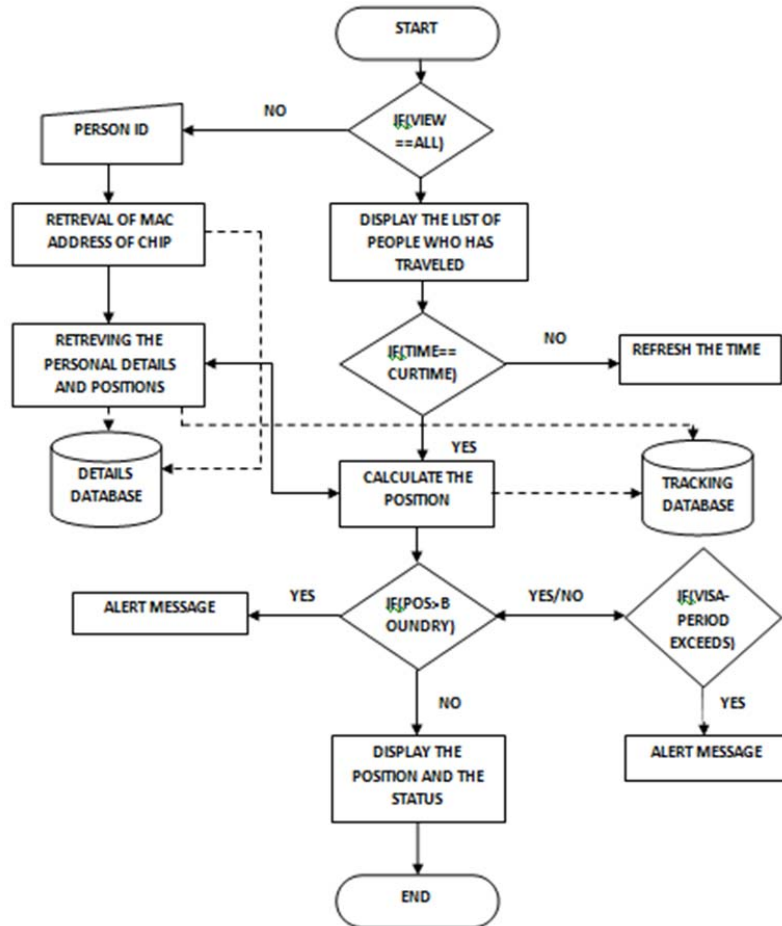 START
NO
IF(VIEW
==ALL)
PERSON ID
RETREVAL OF MAC
ADDRESS OF CHIP
DISPLAY THE LIST OF
PEOPLE WHO HAS
TRAVELED
RETREVING THE
PERSONAL DETAILS
AND POSITIONS
IF(TIME==
CURTIME)
NO
REFRESH THE TIME
YES
DETAILS
DATABASE
CALCULATE THE
POSITION
TRACKING
DATABASE
ALERT MESSAGE
YES
IF(POS>B
OUNDRY)
YES/NO
IF(VISA-
PERIOD
EXCEEDS)
NO
YES
DISPLAY THE
POSITION AND THE
STATUS
ALERT MESSAGE
END